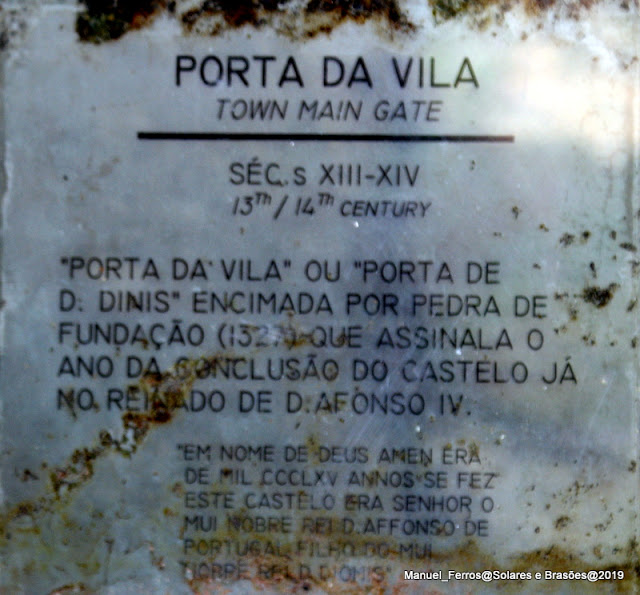 PORTA DA VILA
TOWN MAIN GATE
SÉC.s XIII-XIV
13TH / 14TH CENTURY
"PORTA DA VILA" OU "PORTA DE
D. DINIS" ENCIMADA POR PEDRA DE
FUNDAÇÃO QUE ASSINALA O
ANO DA CONCLUSÃO DO CASTELO JÁ
NO REINADO DE D.AFONSO IV.
"EM NOME DE DEUS AMEN ERA
DE MIL CCCLXV ANNOS SE FEZ
ESTE CASTELO ERA SENHOR O
MUI NOBRE REI D.AFFONSO DE
PORTUGAL FILHO DO MUI
REI D. DIONIS"
Manuel_Ferros@Solares e Brasões@2019